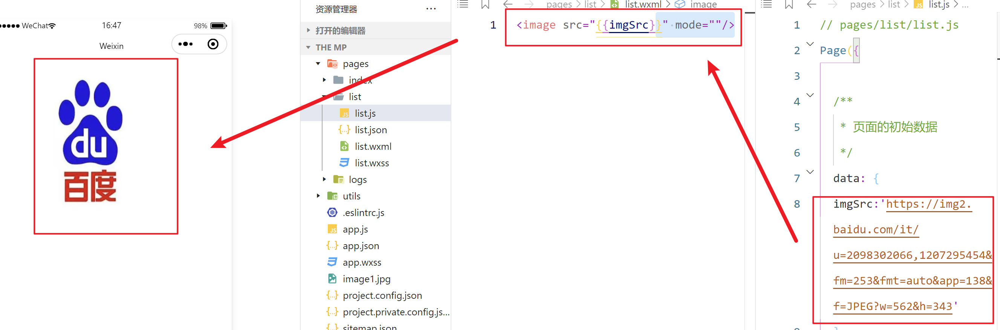 WeChat
16:47
98%
Weixin
du
百度
资源管理器
···
打开的编辑器
THE MP
pages
index
list
JS list.js
{..} list.json
list.wxml
list.wxss
logs
utils
.eslintrc.js
JS app.js
{..} app.json
app.wxss
image1.jpg
{..} project.config.json
{..} project.private.config.js...
{..} sitemap.json
pages > list > list.wxml > image
1 <image src="{{imgSrc}}" mode=""/>
pages > list > JS list.js > ...
1 // pages/list/list.js
2 Page({
3
4 /**
5 * 页面的初始数据
6 */
7 data: {
8 imgSrc:'https://img2.
baidu.com/it/
u=2098302066,1207295454&
fm=253&fmt=auto&app=138&
f=JPEG?w=562&h=343'